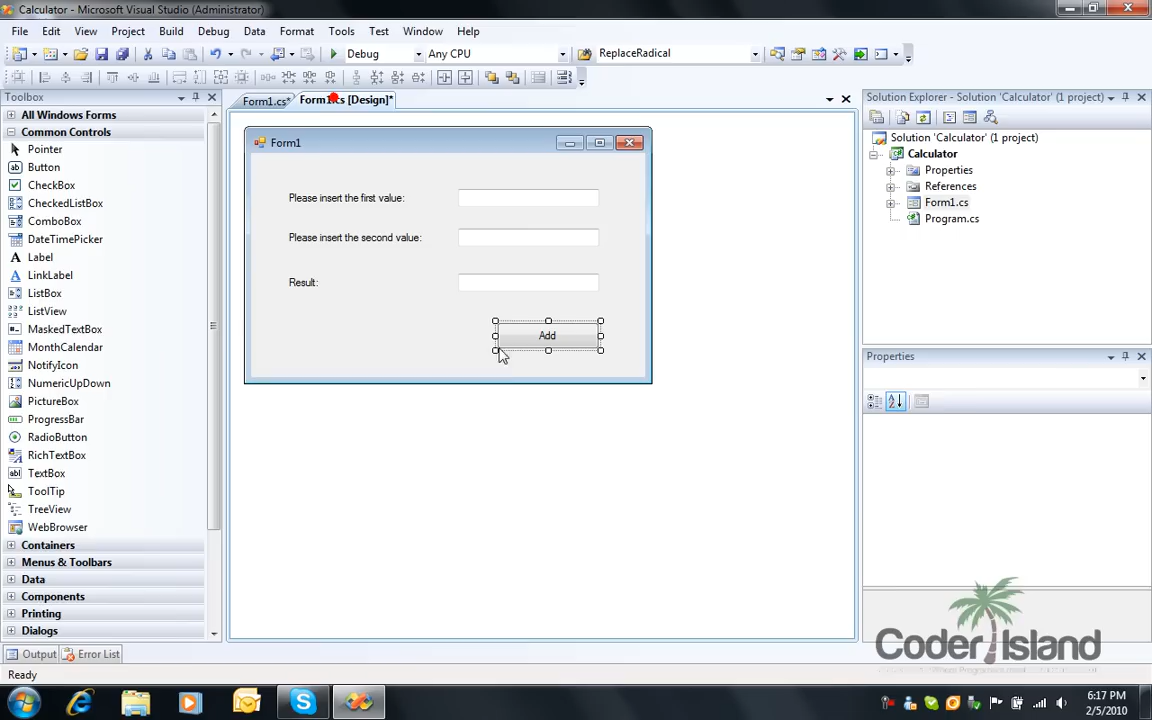 Calculator - Microsoft Visual Studio (Administrator)
File Edit View Project Build Debug Data Format Tools Test Window Help
Debug Any CPU ReplaceRadical
Toolbox
Form1.cs* Form1.cs [Design]*
Solution Explorer - Solution 'Calculator' (1 project)
All Windows Forms
Common Controls
Pointer
Button
CheckBox
CheckedListBox
ComboBox
DateTimePicker
Label
LinkLabel
ListBox
ListView
MaskedTextBox
MonthCalendar
NotifyIcon
NumericUpDown
PictureBox
ProgressBar
RadioButton
RichTextBox
TextBox
ToolTip
TreeView
WebBrowser
Containers
Menus & Toolbars
Data
Components
Printing
Dialogs
Form1
Please insert the first value:
Please insert the second value:
Result:
Add
Solution 'Calculator' (1 project)
Calculator
Properties
References
Form1.cs
Program.cs
Properties
Coder Island
Output Error List
Ready
6:17 PM
2/5/2010